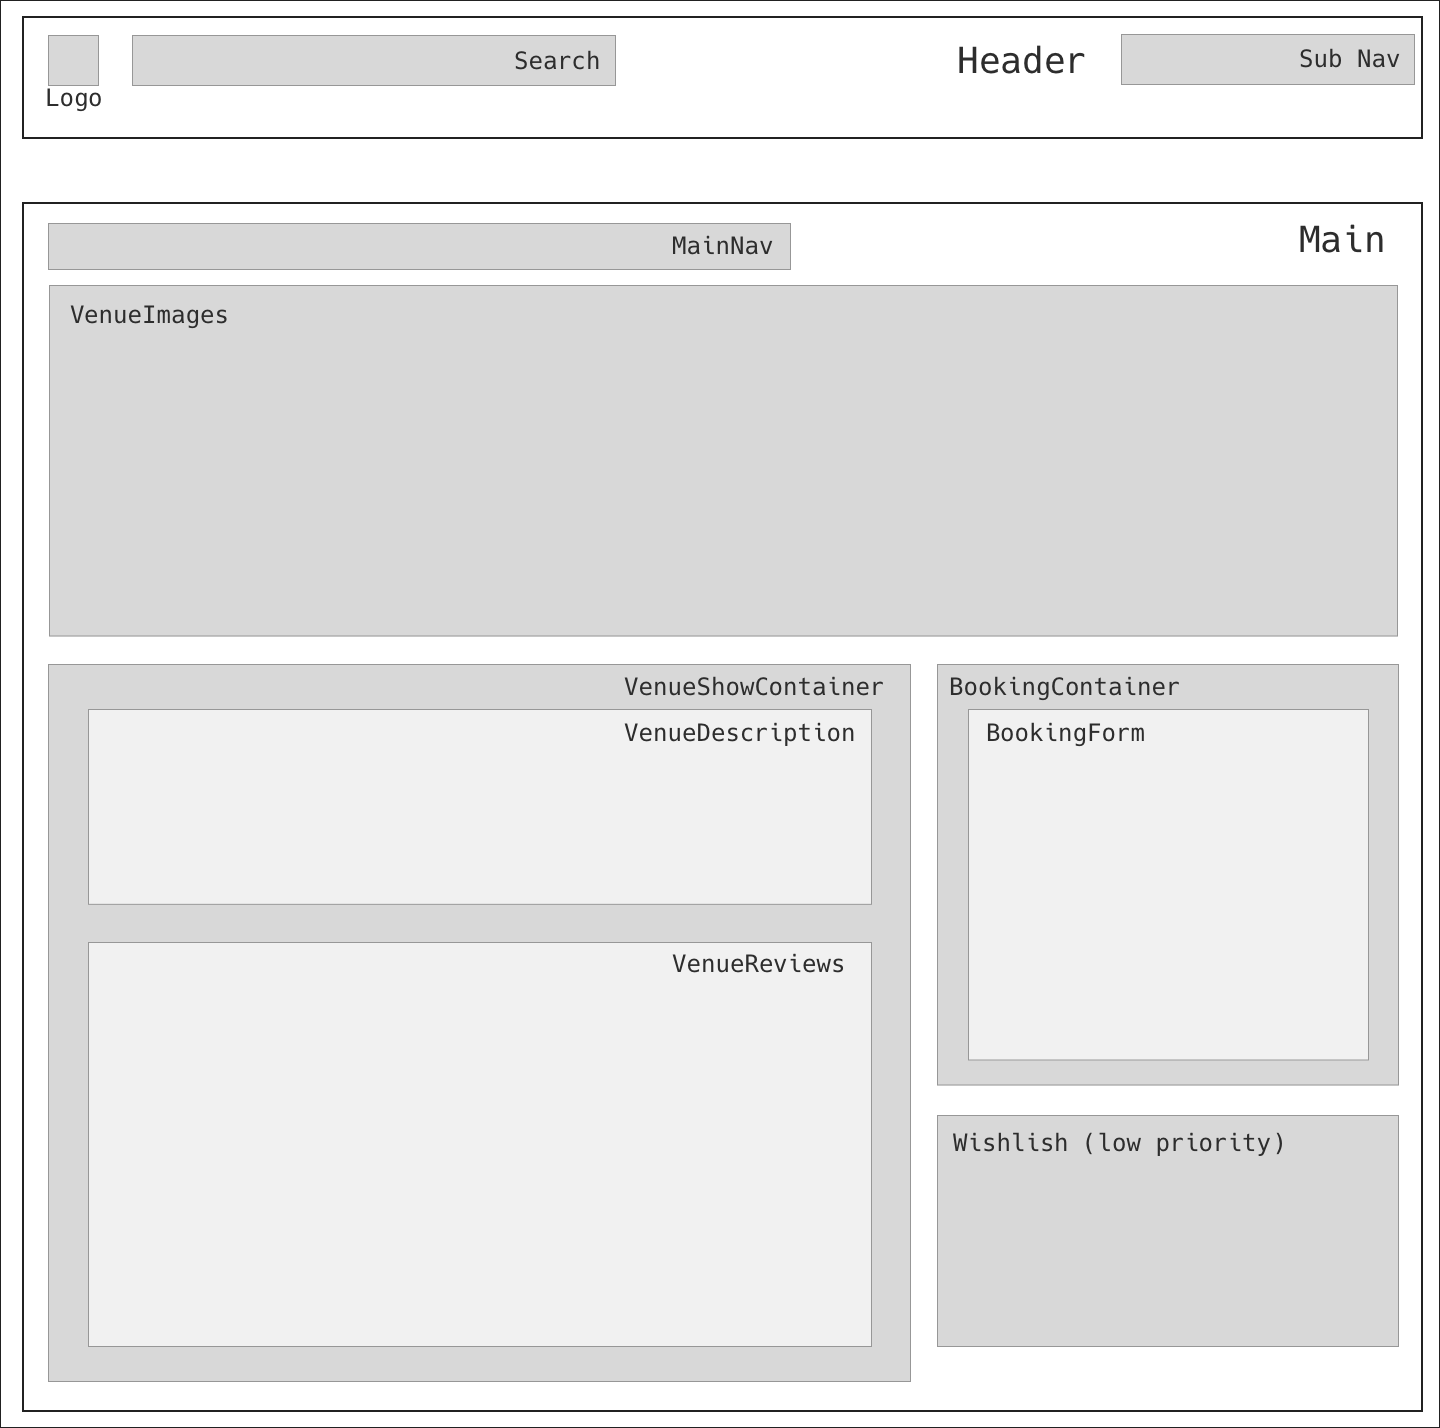 Search
Header
Sub Nav
Logo
MainNav
Main
VenueImages
VenueShowContainer
VenueDescription
VenueReviews
BookingContainer
BookingForm
Wishlish (low priority)